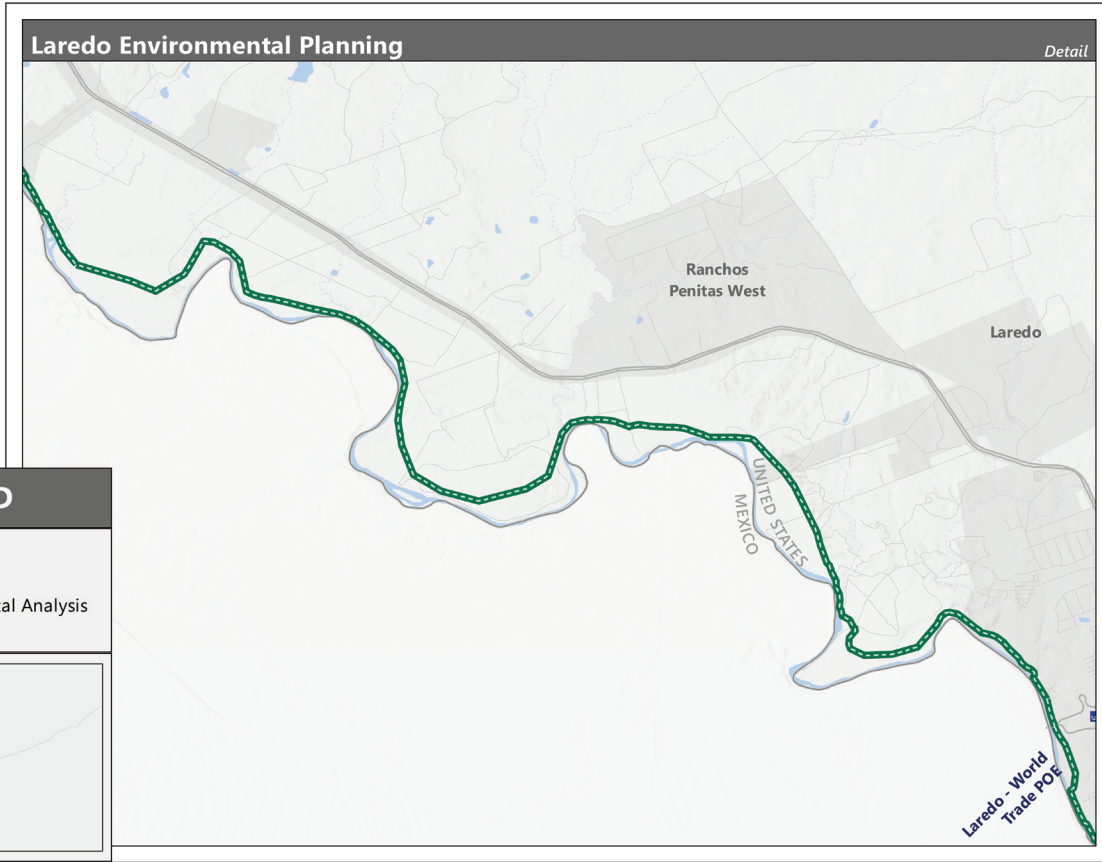 Laredo Environmental Planning
Detail
Ranchos
Penitas West
Laredo
UNITED STATES
MEXICO
al Analysis
Laredo - World
Trade POE